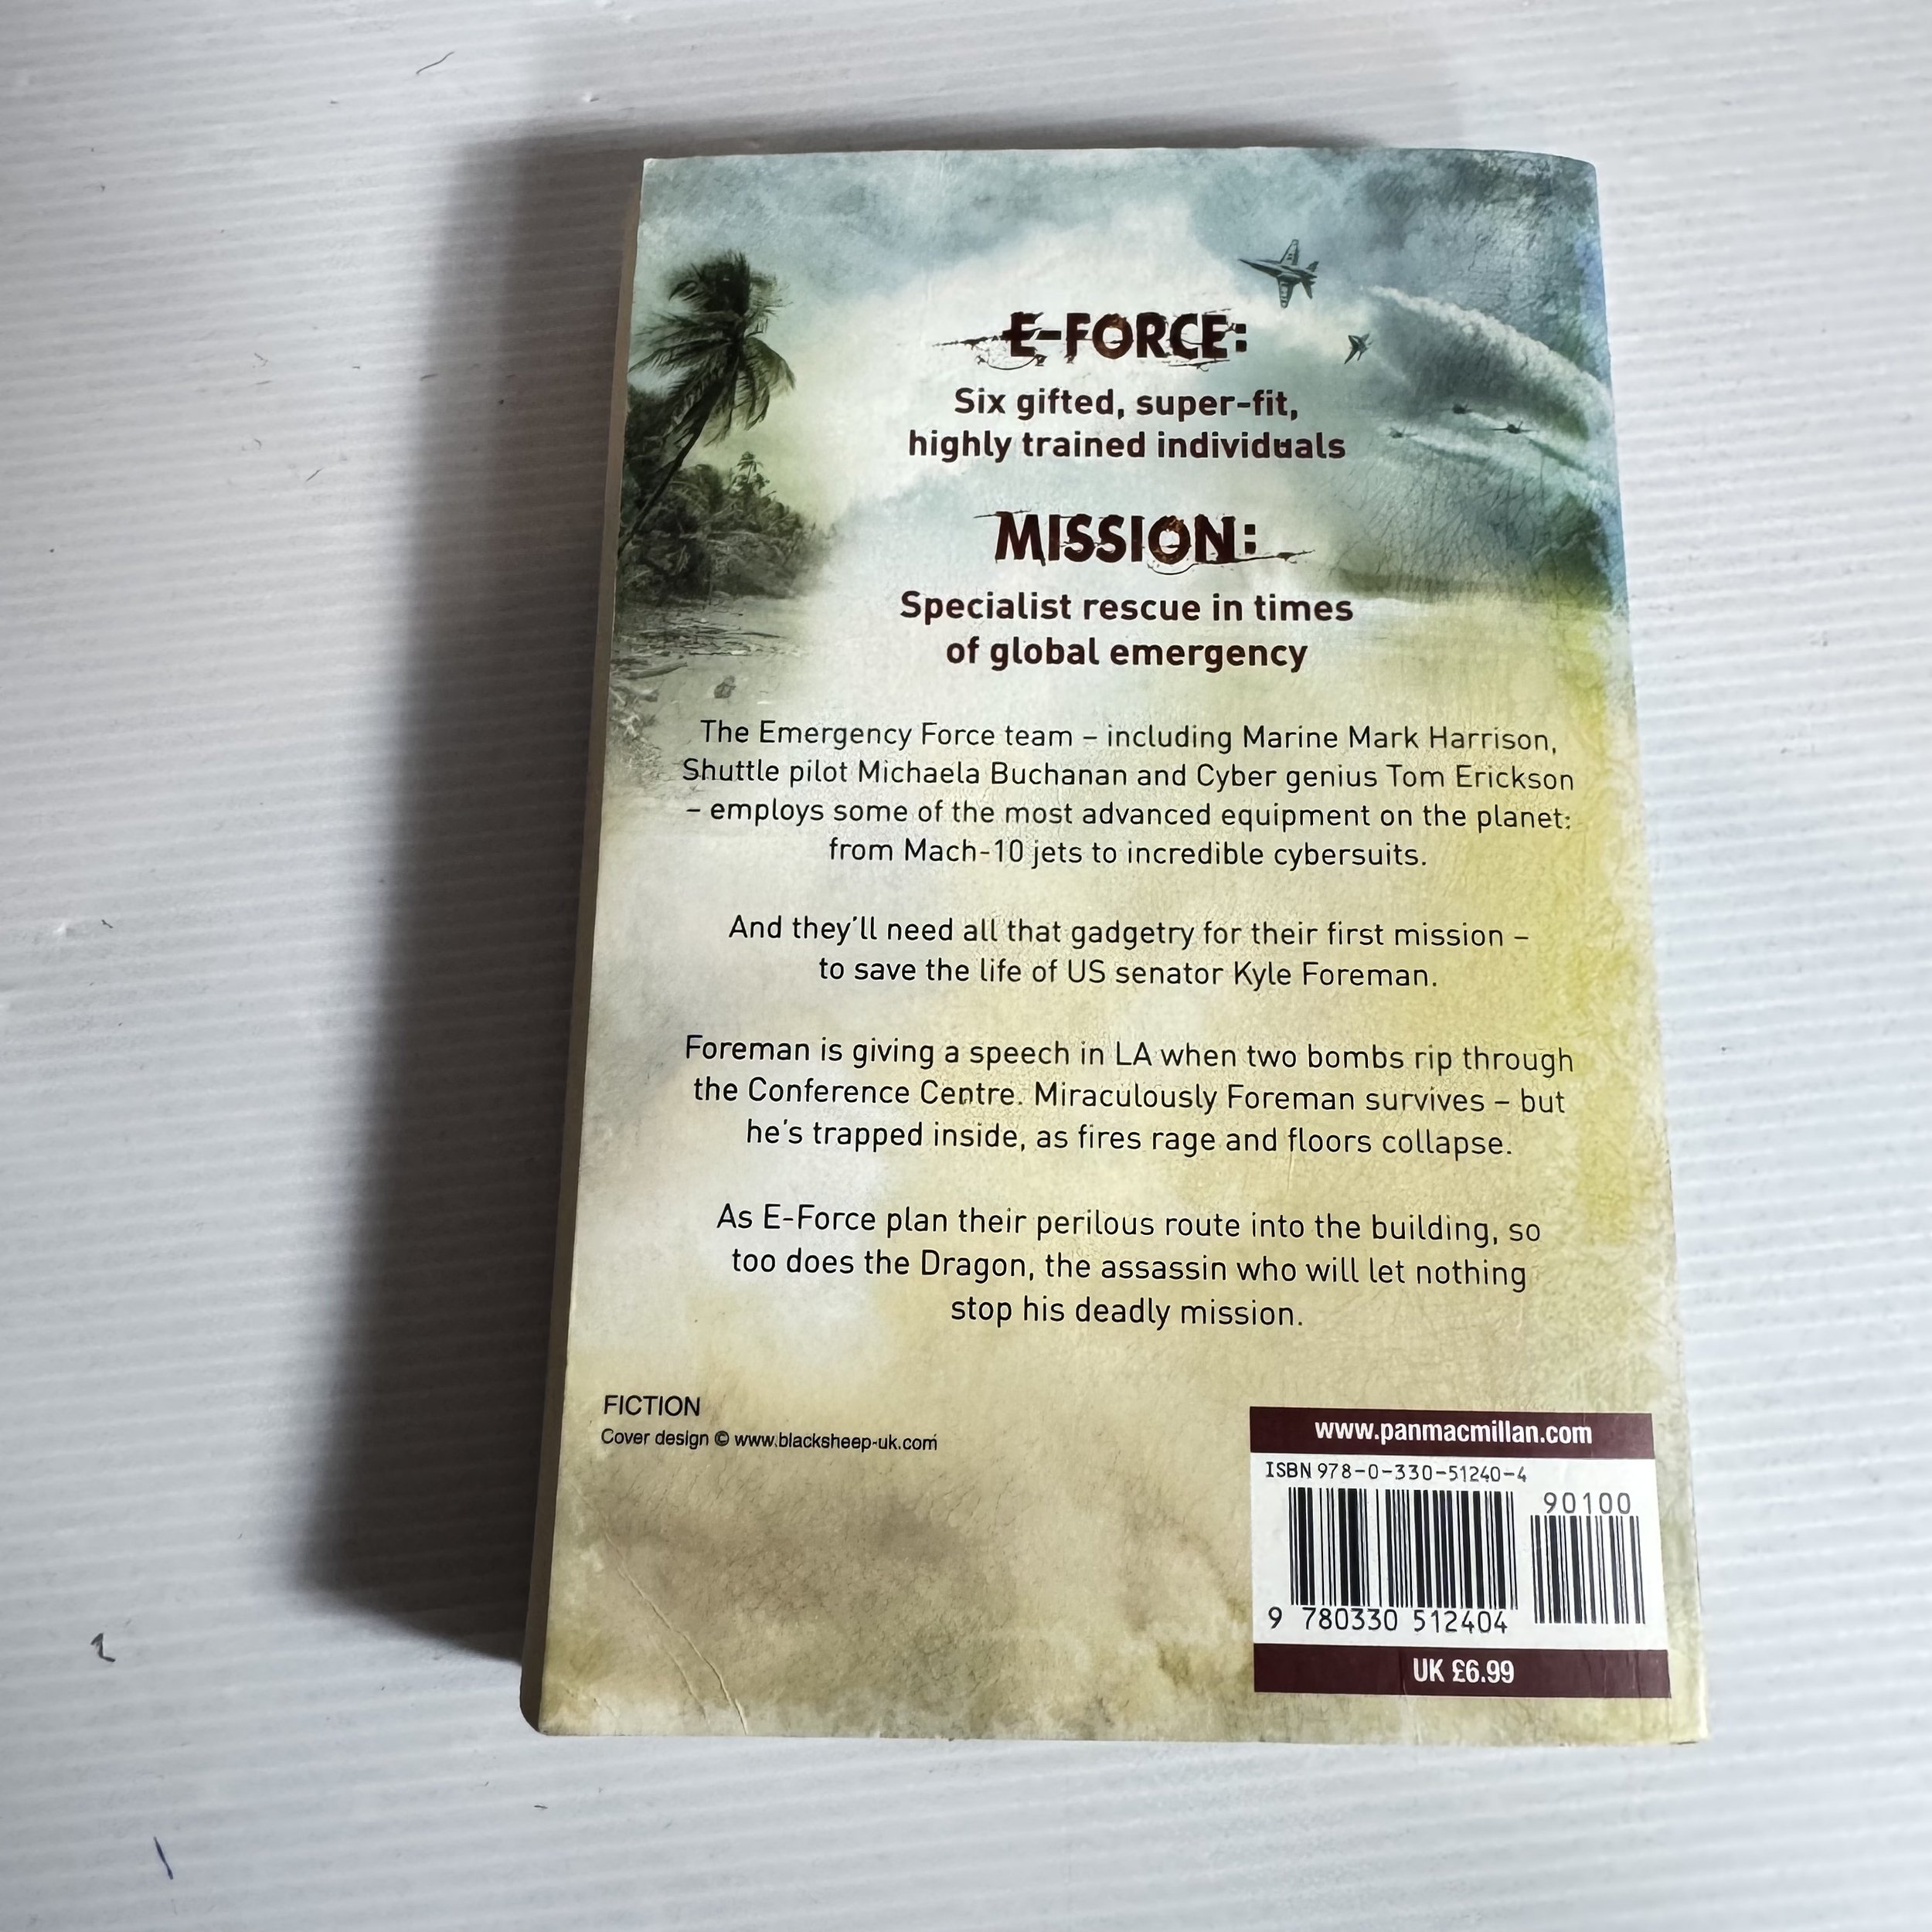 E-FORCE:
Six gifted, super-fit,
highly trained individuals
MISSION:
Specialist rescue in times
of global emergency
The Emergency Force team – including Marine Mark Harrison,
Shuttle pilot Michaela Buchanan and Cyber genius Tom Erickson
– employs some of the most advanced equipment on the planet:
from Mach-10 jets to incredible cybersuits.
And they'll need all that gadgetry for their first mission –
to save the life of US senator Kyle Foreman.
Foreman is giving a speech in LA when two bombs rip through
the Conference Centre. Miraculously Foreman survives – but
he's trapped inside, as fires rage and floors collapse.
As E-Force plan their perilous route into the building, so
too does the Dragon, the assassin who will let nothing
stop his deadly mission.
FICTION
Cover design © www.blacksheep-uk.com
www.panmacmillan.com
ISBN 978-0-330-51240-4
90100
9 780330 512404
UK £6.99